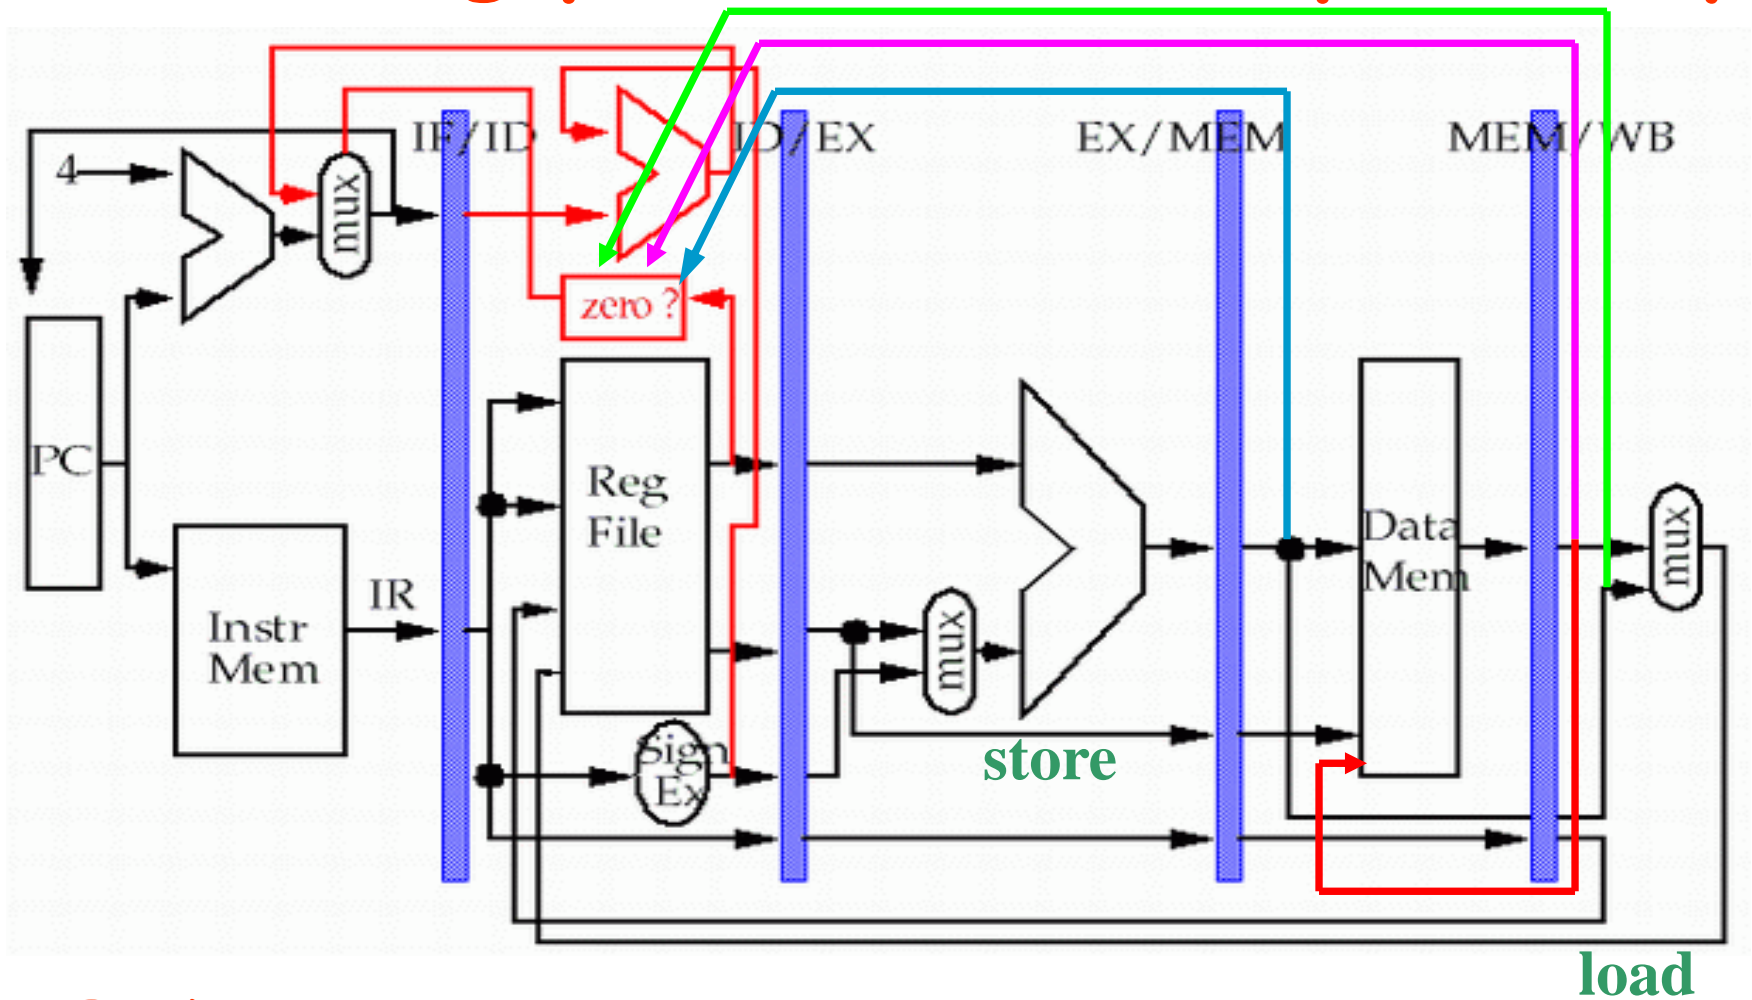 IF/ID
ID/EX
EX/MEM
MEM/WB
4
mux
zero ?
PC
Reg
File
Data
Mem
mux
IR
Instr
Mem
mux
Sign
Ex
store
load